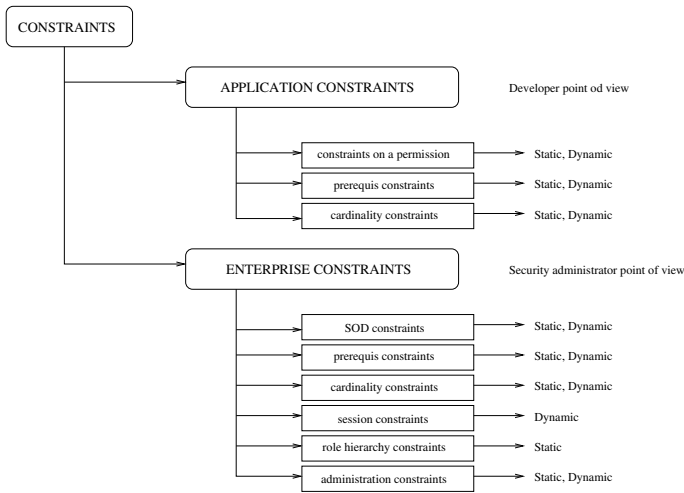 CONSTRAINTS
APPLICATION CONSTRAINTS
Developer point od view
constraints on a permission
Static, Dynamic
prerequis constraints
Static, Dynamic
cardinality constraints
Static, Dynamic
ENTERPRISE CONSTRAINTS
Security administrator point of view
SOD constraints
Static, Dynamic
prerequis constraints
Static, Dynamic
cardinality constraints
Static, Dynamic
session constraints
Dynamic
role hierarchy constraints
Static
administration constraints
Static, Dynamic